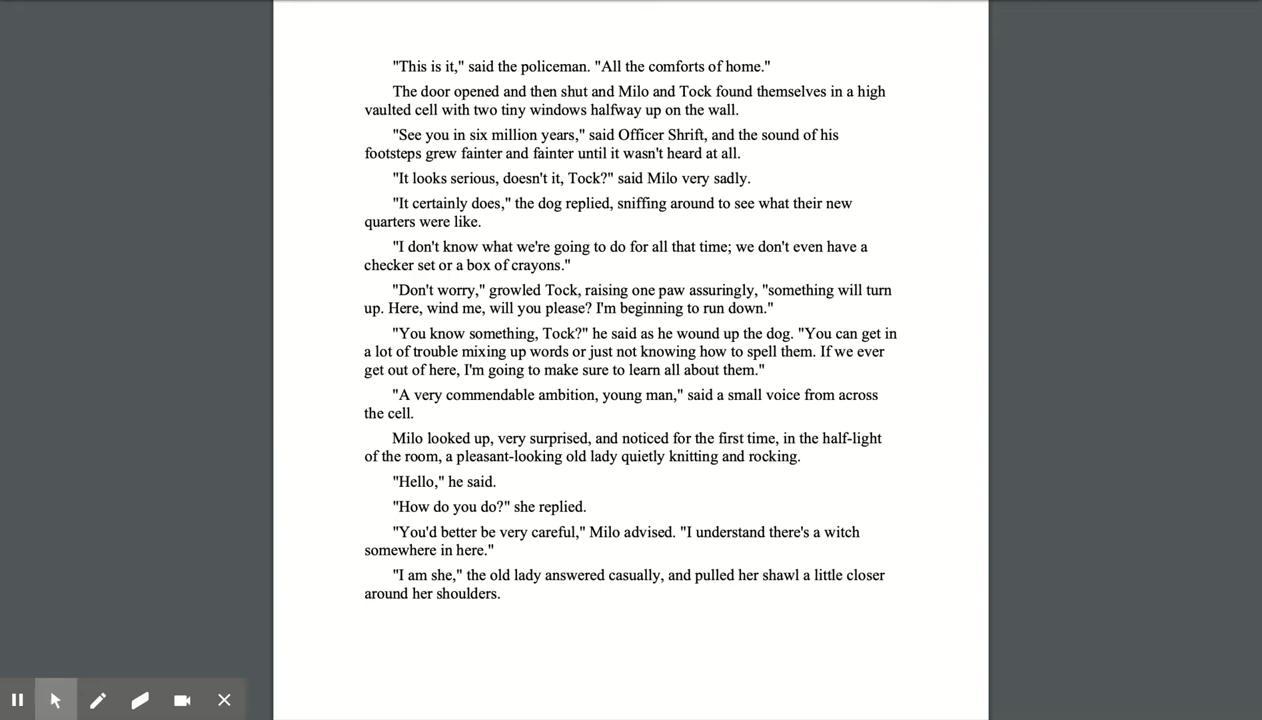 "This is it," said the policeman. "All the comforts of home."
The door opened and then shut and Milo and Tock found themselves in a high
vaulted cell with two tiny windows halfway up on the wall.
"See you in six million years," said Officer Shrift, and the sound of his
footsteps grew fainter and fainter until it wasn't heard at all.
"It looks serious, doesn't it, Tock?" said Milo very sadly.
"It certainly does," the dog replied, sniffing around to see what their new
quarters were like.
"I don't know what we're going to do for all that time; we don't even have a
checker set or a box of crayons."
"Don't worry," growled Tock, raising one paw assuringly, "something will turn
up. Here, wind me, will you please? I'm beginning to run down."
"You know something, Tock?" he said as he wound up the dog. "You can get in
a lot of trouble mixing up words or just not knowing how to spell them. If we ever
get out of here, I'm going to make sure to learn all about them."
"A very commendable ambition, young man," said a small voice from across
the cell.
Milo looked up, very surprised, and noticed for the first time, in the half-light
of the room, a pleasant-looking old lady quietly knitting and rocking.
"Hello," he said.
"How do you do?" she replied.
"You'd better be very careful," Milo advised. "I understand there's a witch
somewhere in here."
"I am she," the old lady answered casually, and pulled her shawl a little closer
around her shoulders.